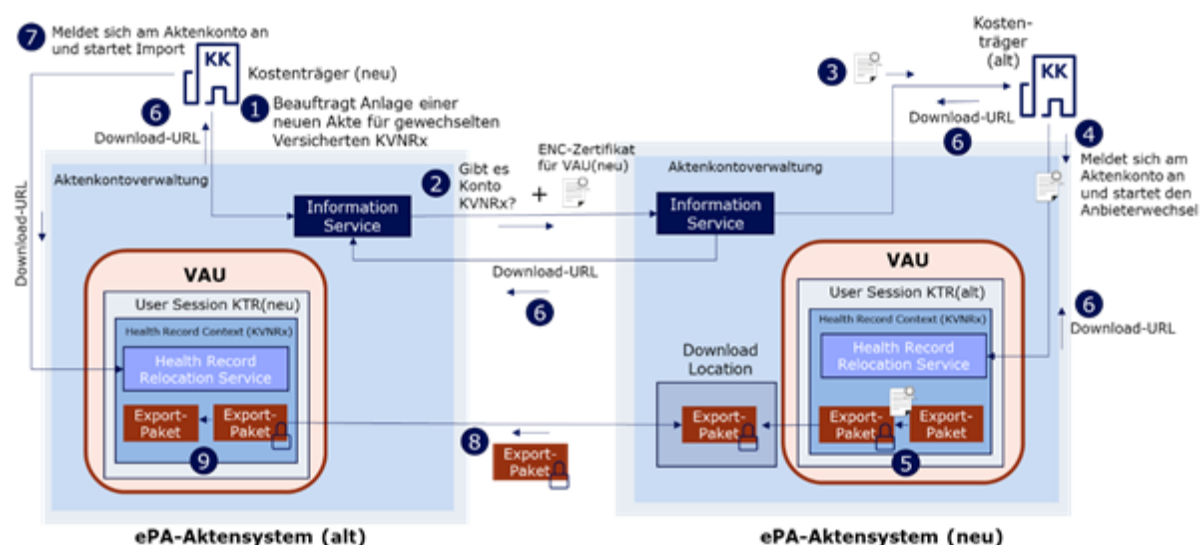 7
Meldet sich am Aktenkonto an
und startet Import
KK
Kostenträger (neu)
6
Download-URL
1
Beauftragt Anlage einer
neuen Akte für gewechselten
Versicherten KVNRx
3
Kosten-
träger
(alt)
KK
6
Download-URL
4
Meldet sich am
Aktenkonto an
und startet den
Anbieterwechsel
Download-URL
Aktenkontoverwaltung
2
Gibt es
Konto
KVNRx?
+
ENC-Zertifikat
für VAU(neu)
Aktenkontoverwaltung
Information
Service
Information
Service
Download-URL
6
VAU
User Session KTR(neu)
Health Record Context (KVNRx)
Health Record
Relocation Service
Export-
Paket
Export-
Paket
9
8
Export-
Paket
Download
Location
Export-
Paket
VAU
User Session KTR(alt)
Health Record Context (KVNRx)
Health Record
Relocation Service
Export-
Paket
Export-
Paket
5
6
Download-URL
ePA-Aktensystem (alt)
ePA-Aktensystem (neu)